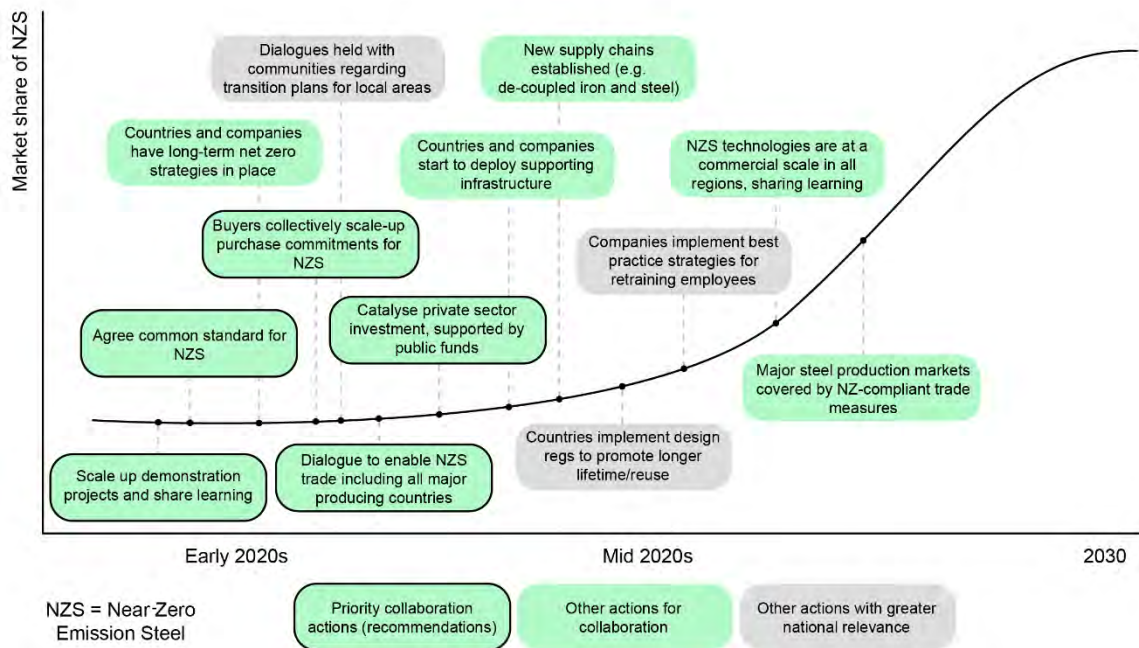 Market share of NZS
Dialogues held with
communities regarding
transition plans for local areas
New supply chains
established (e.g.
de-coupled iron and steel)
Countries and companies
have long-term net zero
strategies in place
Countries and companies
start to deploy supporting
infrastructure
NZS technologies are at a
commercial scale in all
regions, sharing learning
Buyers collectively scale-up
purchase commitments for
NZS
Companies implement best
practice strategies for
retraining employees
Agree common standard for
NZS
Catalyse private sector
investment, supported by
public funds
Major steel production markets
covered by NZ-compliant trade
measures
Scale up demonstration
projects and share learning
Dialogue to enable NZS
trade including all major
producing countries
Countries implement design
regs to promote longer
lifetime/reuse
Early 2020s
Mid 2020s
2030
NZS = Near-Zero
Emission Steel
Priority collaboration
actions (recommendations)
Other actions for
collaboration
Other actions with greater
national relevance